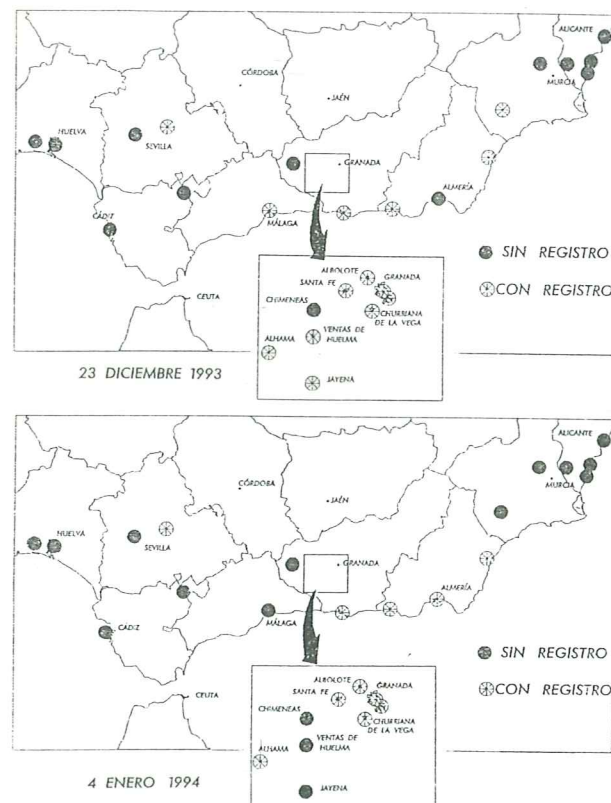 ALICANTE
MURCIA
CÓRDOBA
JAÉN
HUELVA
SEVILLA
GRANADA
ALMERÍA
MÁLAGA
CÁDIZ
CEUTA
SIN REGISTRO
CON REGISTRO
ALBOLOTE
GRANADA
SANTA FE
CHIMENEAS
CHURRIANA
DE LA VEGA
VENTAS DE
HUELMA
ALHAMA
JAYENA
23 DICIEMBRE 1993
ALICANTE
MURCIA
CÓRDOBA
JAÉN
HUELVA
SEVILLA
GRANADA
ALMERÍA
MÁLAGA
CÁDIZ
CEUTA
SIN REGISTRO
CON REGISTRO
ALBOLOTE
GRANADA
SANTA FE
CHIMENEAS
CHURRIANA
DE LA VEGA
VENTAS DE
HUELMA
ALHAMA
JAYENA
4 ENERO 1994